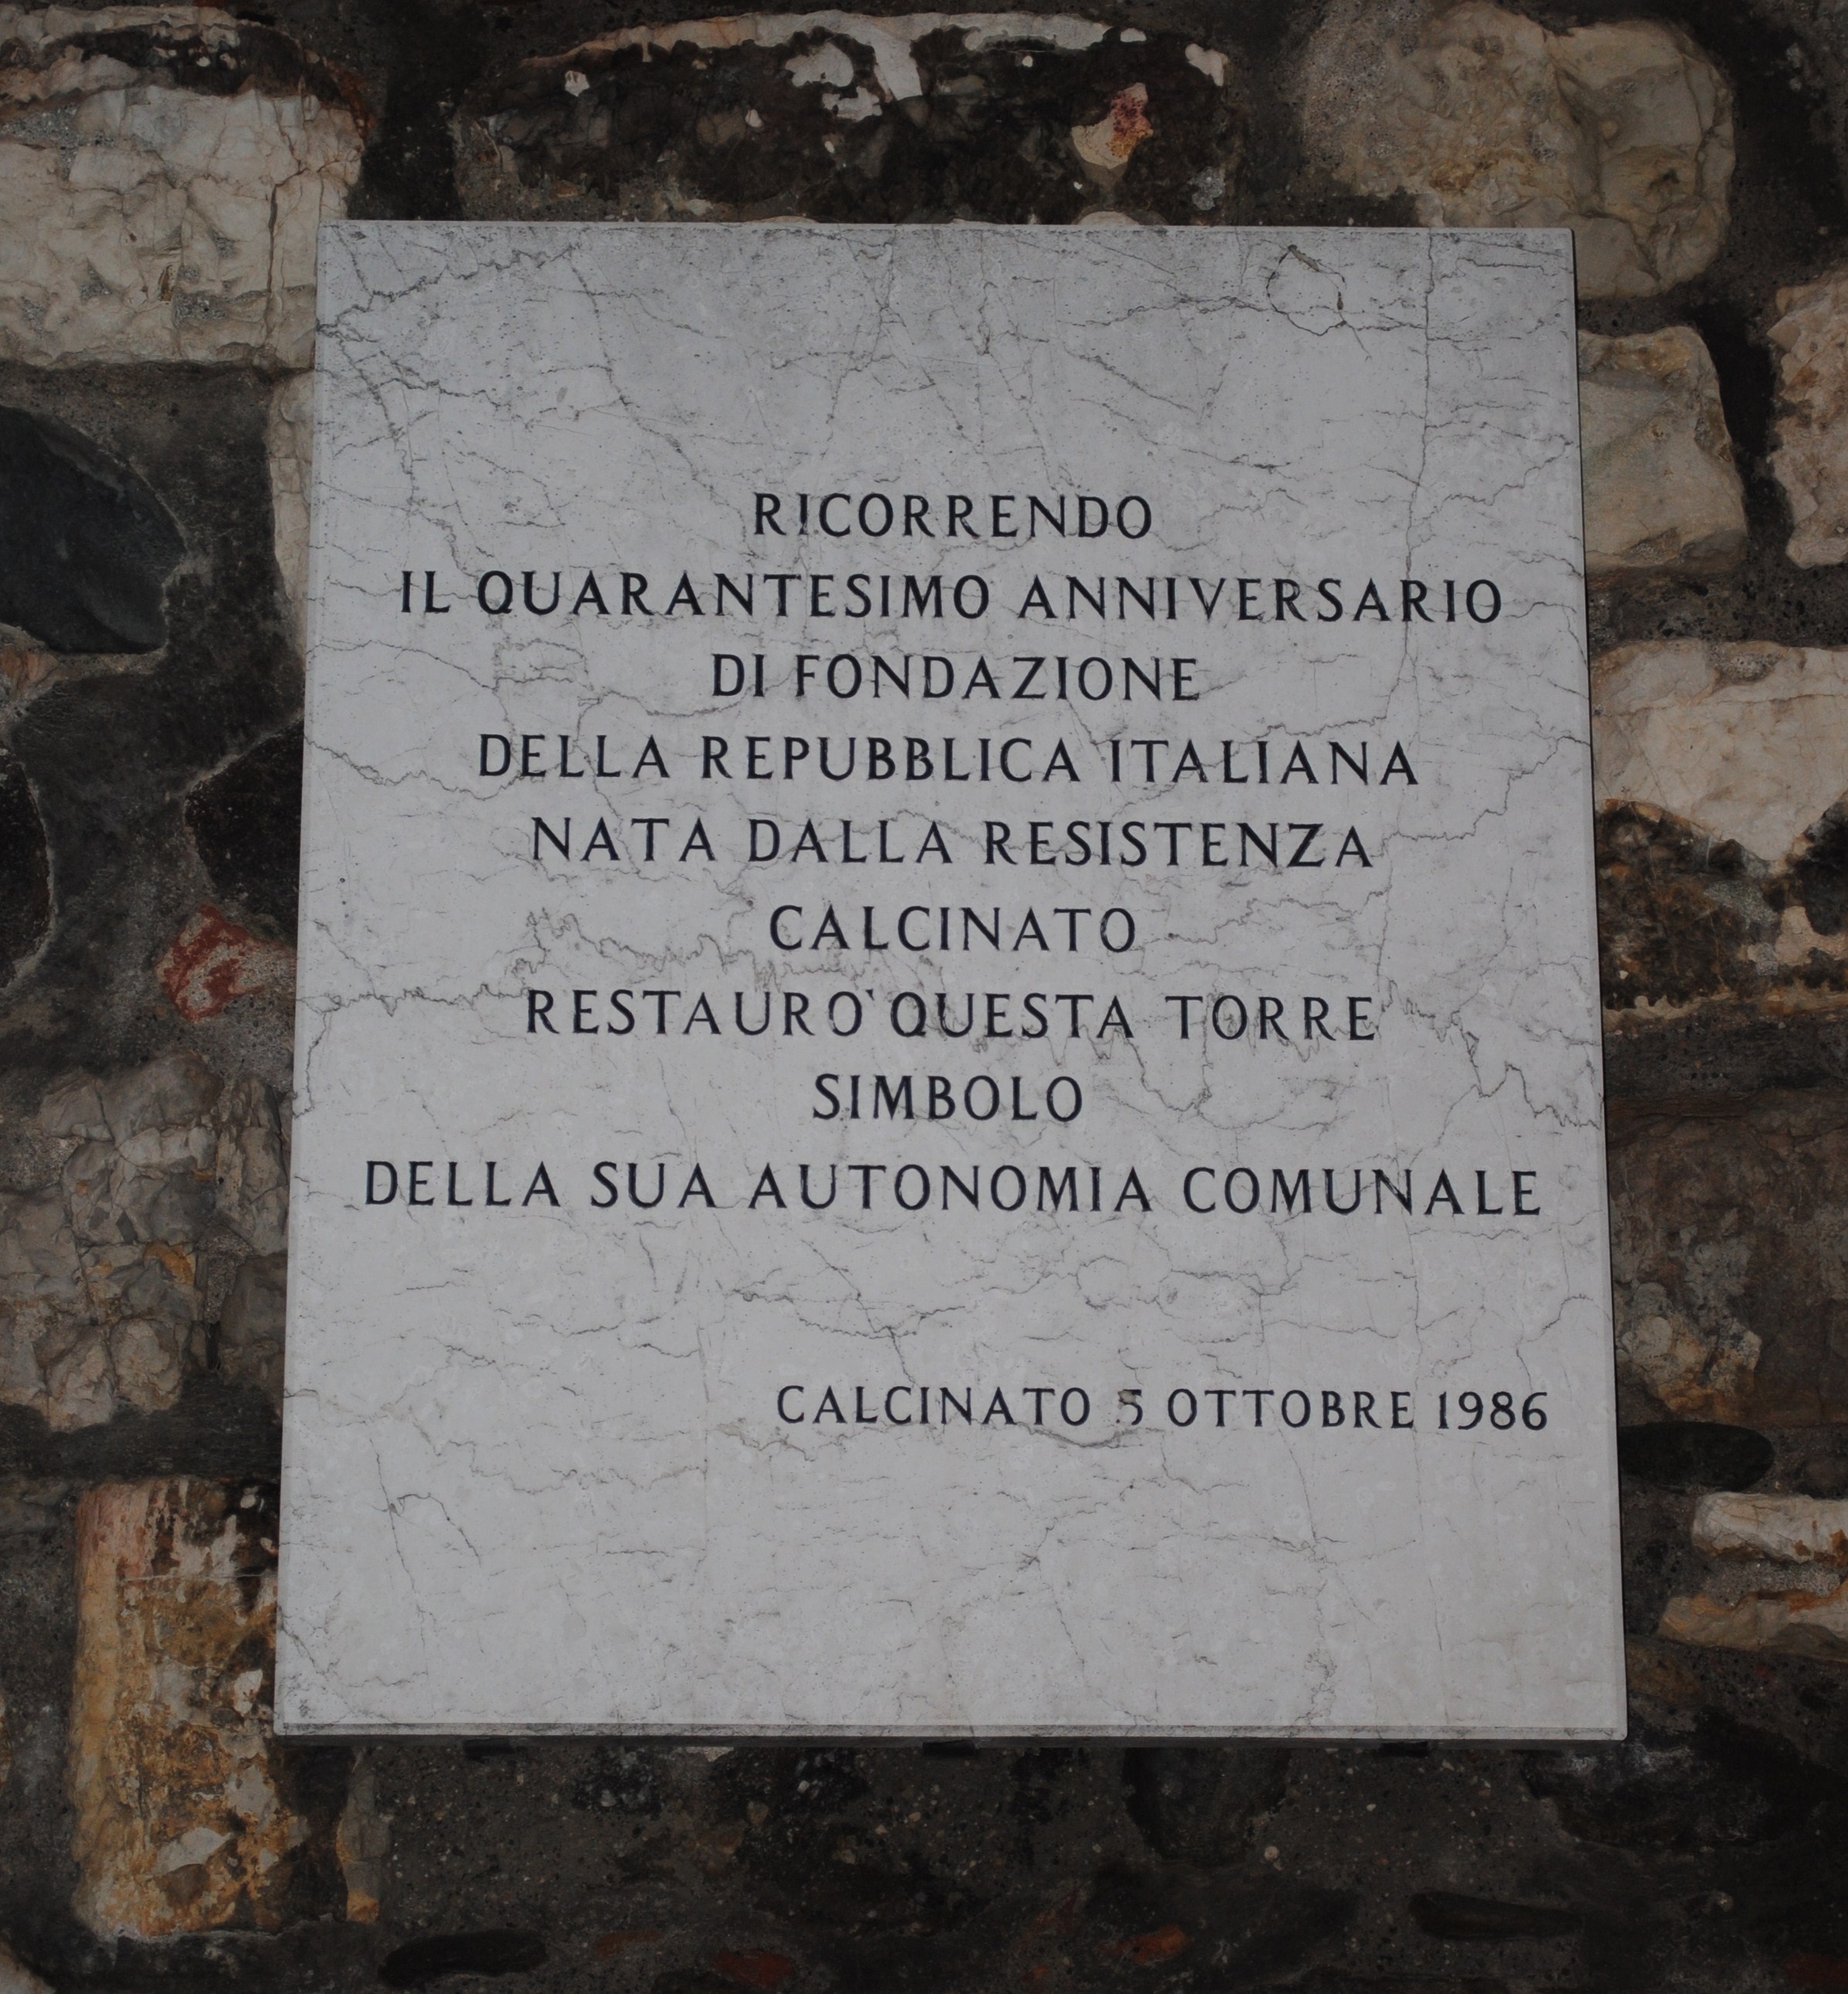 RICORRENDO
IL QUARANTESIMO ANNIVERSARIO
DI FONDAZIONE
DELLA REPUBBLICA ITALIANA
NATA DALLA RESISTENZA
CALCINATO
RESTAURO' QUESTA TORRE
SIMBOLO
DELLA SUA AUTONOMIA COMUNALE
CALCINATO 5 OTTOBRE 1986